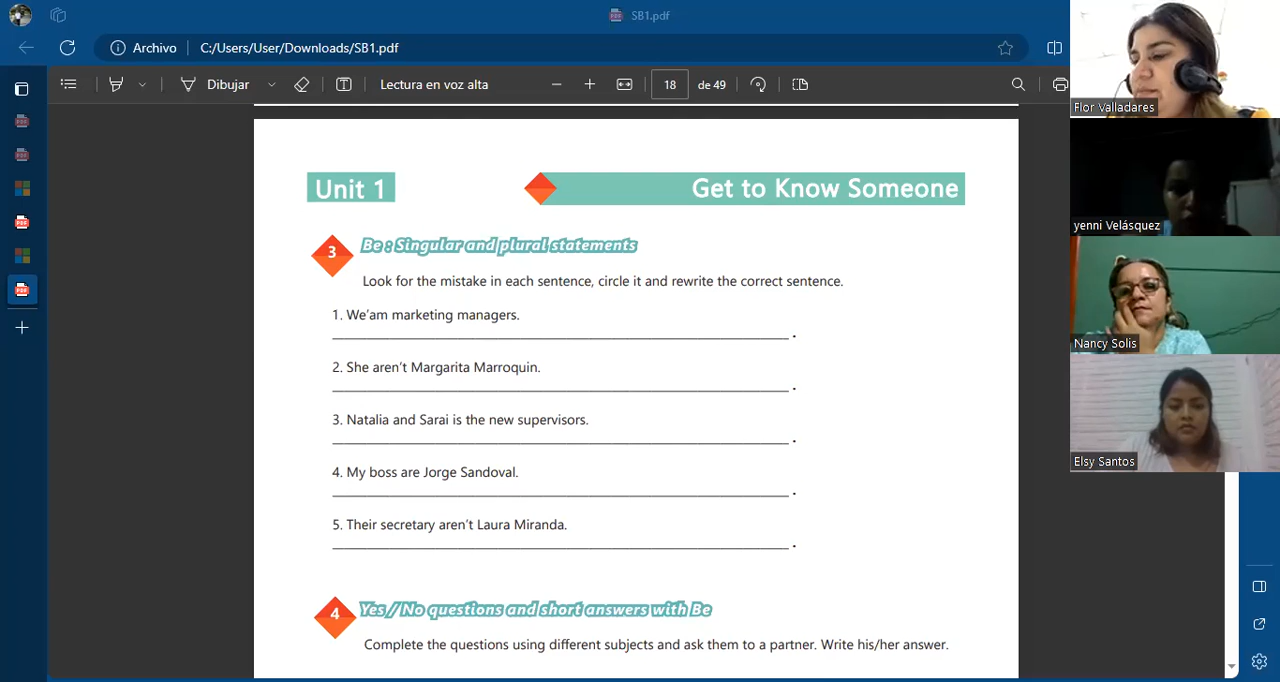 SB1.pdf
Archivo C:/Users/User/Downloads/SB1.pdf
Dibujar Lectura en voz alta 18 de 49
Unit 1 Get to Know Someone
3 Be : Singular and plural statements
Look for the mistake in each sentence, circle it and rewrite the correct sentence.
1. We'am marketing managers.
2. She aren't Margarita Marroquin.
3. Natalia and Sarai is the new supervisors.
4. My boss are Jorge Sandoval.
5. Their secretary aren't Laura Miranda.
4 Yes / No questions and short answers with Be
Complete the questions using different subjects and ask them to a partner. Write his/her answer.
Flor Valladares
yenni Velásquez
Nancy Solis
Elsy Santos